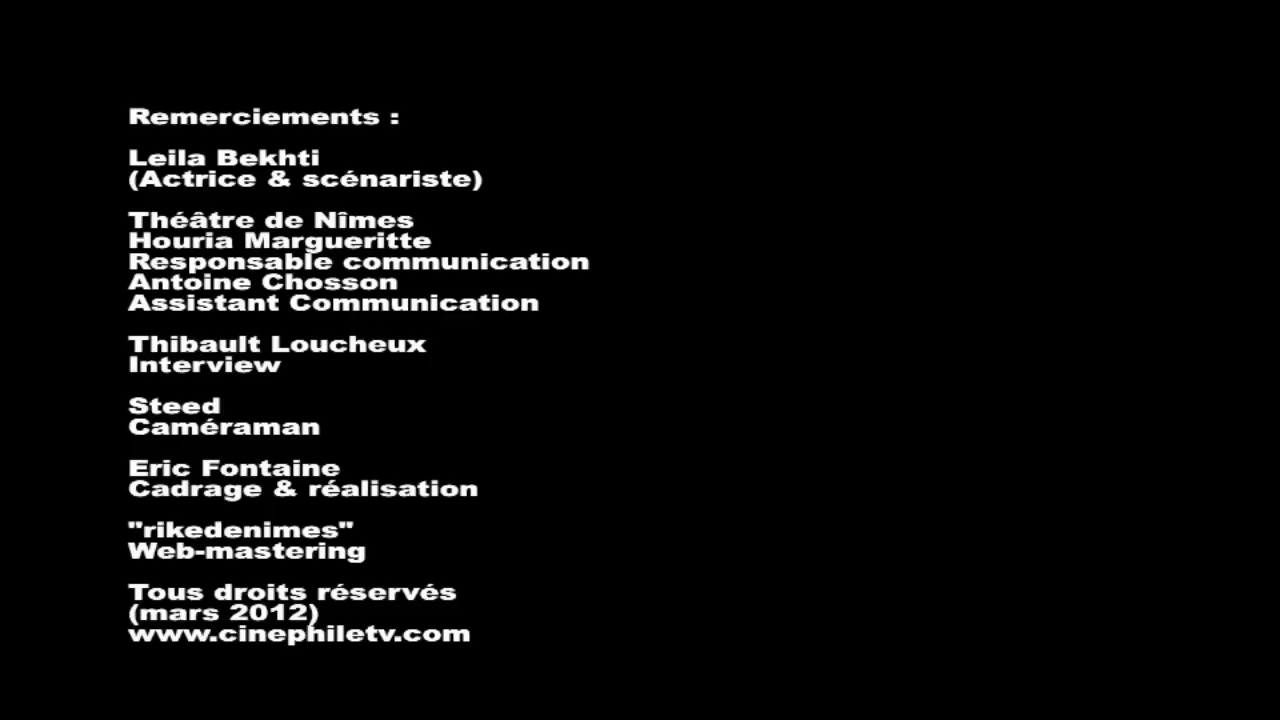 Remerciements :
Leila Bekhti
(Actrice & scénariste)
Théâtre de Nîmes
Houria Margueritte
Responsable communication
Antoine Chosson
Assistant Communication
Thibault Loucheux
Interview
Steed
Caméraman
Eric Fontaine
Cadrage & réalisation
"rikedenimes"
Web-mastering
Tous droits réservés
(mars 2012)
www.cinephiletv.com